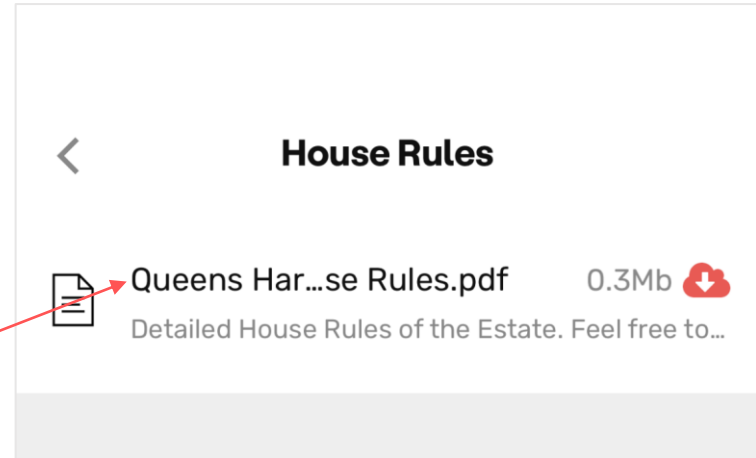 House Rules
Queens Har...se Rules.pdf 0.3Mb
Detailed House Rules of the Estate. Feel free to...